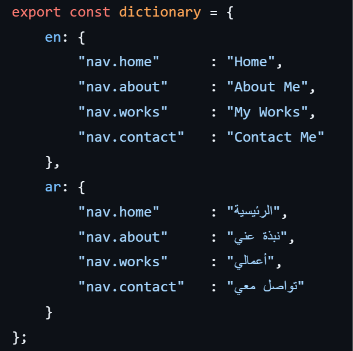 export const dictionary = {
    en: {
        "nav.home"      : "Home",
        "nav.about"     : "About Me",
        "nav.works"     : "My Works",
        "nav.contact"   : "Contact Me"
    },
    ar: {
        "nav.home"      : "الرئيسية",
        "nav.about"     : "نبذة عني",
        "nav.works"     : "أعمالي",
        "nav.contact"   : "تواصل معي"
    }
};